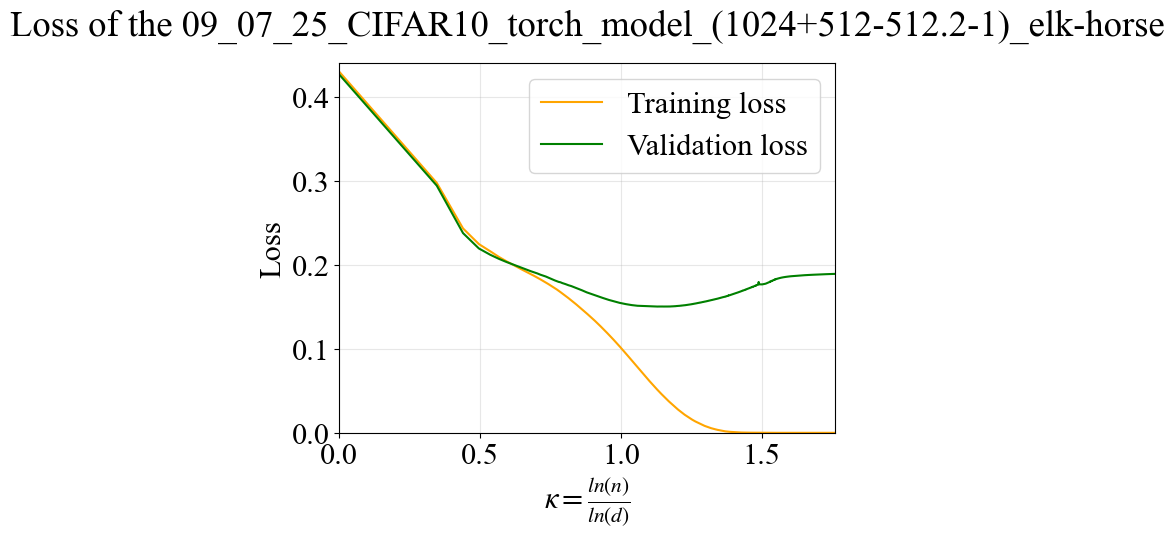 Loss of the 09_07_25_CIFAR10_torch_model_(1024+512-512.2-1)_elk-horse
Training loss
Validation loss
Loss
0.4
0.3
0.2
0.1
0.0
0.0 0.5 1.0 1.5
κ = ln(n)/ln(d)